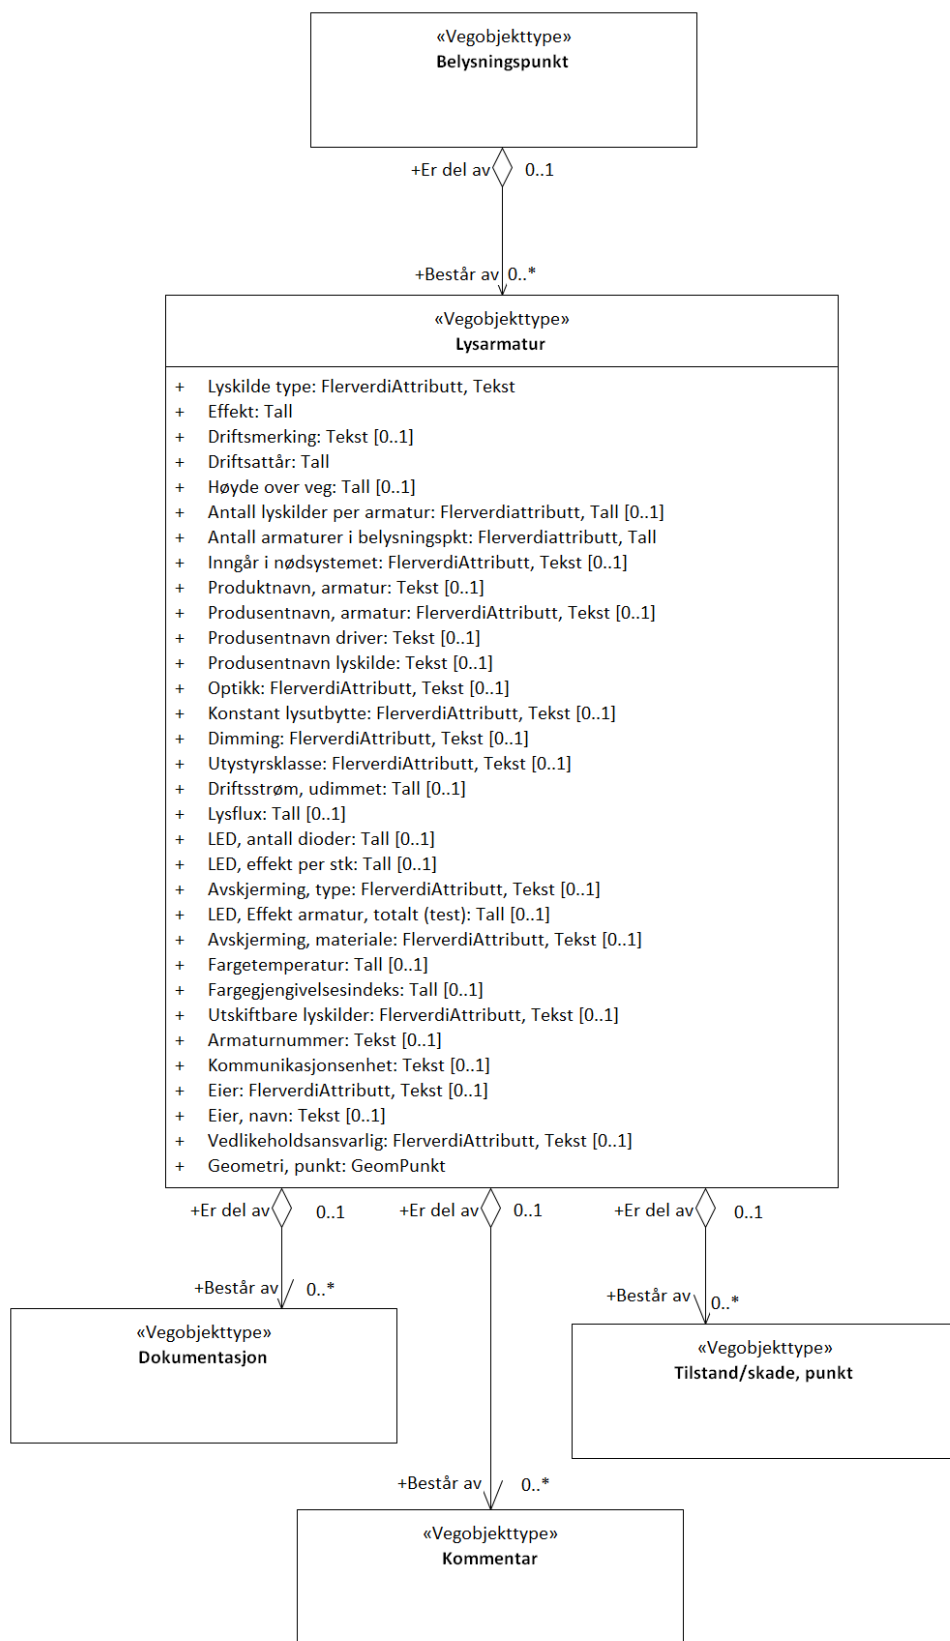 «Vegobjekttype»
Belysningspunkt
+Er del av 0..1
+Består av 0..*
«Vegobjekttype»
Lysarmatur
+ Lyskilde type: FlerverdiAttributt, Tekst
+ Effekt: Tall
+ Driftsmerking: Tekst [0..1]
+ Driftsattår: Tall
+ Høyde over veg: Tall [0..1]
+ Antall lyskilder per armatur: Flerverdiattributt, Tall [0..1]
+ Antall armaturer i belysningspkt: Flerverdiattributt, Tall
+ Inngår i nødsystemet: FlerverdiAttributt, Tekst [0..1]
+ Produktnavn, armatur: Tekst [0..1]
+ Produsentnavn, armatur: FlerverdiAttributt, Tekst [0..1]
+ Produsentnavn driver: Tekst [0..1]
+ Produsentnavn lyskilde: Tekst [0..1]
+ Optikk: FlerverdiAttributt, Tekst [0..1]
+ Konstant lysutbytte: FlerverdiAttributt, Tekst [0..1]
+ Dimming: FlerverdiAttributt, Tekst [0..1]
+ Utystyrsklasse: FlerverdiAttributt, Tekst [0..1]
+ Driftsstrøm, udimmet: Tall [0..1]
+ Lysflux: Tall [0..1]
+ LED, antall dioder: Tall [0..1]
+ LED, effekt per stk: Tall [0..1]
+ Avskjerming, type: FlerverdiAttributt, Tekst [0..1]
+ LED, Effekt armatur, totalt (test): Tall [0..1]
+ Avskjerming, materiale: FlerverdiAttributt, Tekst [0..1]
+ Fargetemperatur: Tall [0..1]
+ Fargegjengivelsesindeks: Tall [0..1]
+ Utskiftbare lyskilder: FlerverdiAttributt, Tekst [0..1]
+ Armaturnummer: Tekst [0..1]
+ Kommunikasjonsenhet: Tekst [0..1]
+ Eier: FlerverdiAttributt, Tekst [0..1]
+ Eier, navn: Tekst [0..1]
+ Vedlikeholdsansvarlig: FlerverdiAttributt, Tekst [0..1]
+ Geometri, punkt: GeomPunkt
+Er del av 0..1 +Er del av 0..1 +Er del av 0..1
+Består av 0..*
+Består av 0..*
«Vegobjekttype»
Dokumentasjon
«Vegobjekttype»
Tilstand/skade, punkt
+Består av 0..*
«Vegobjekttype»
Kommentar